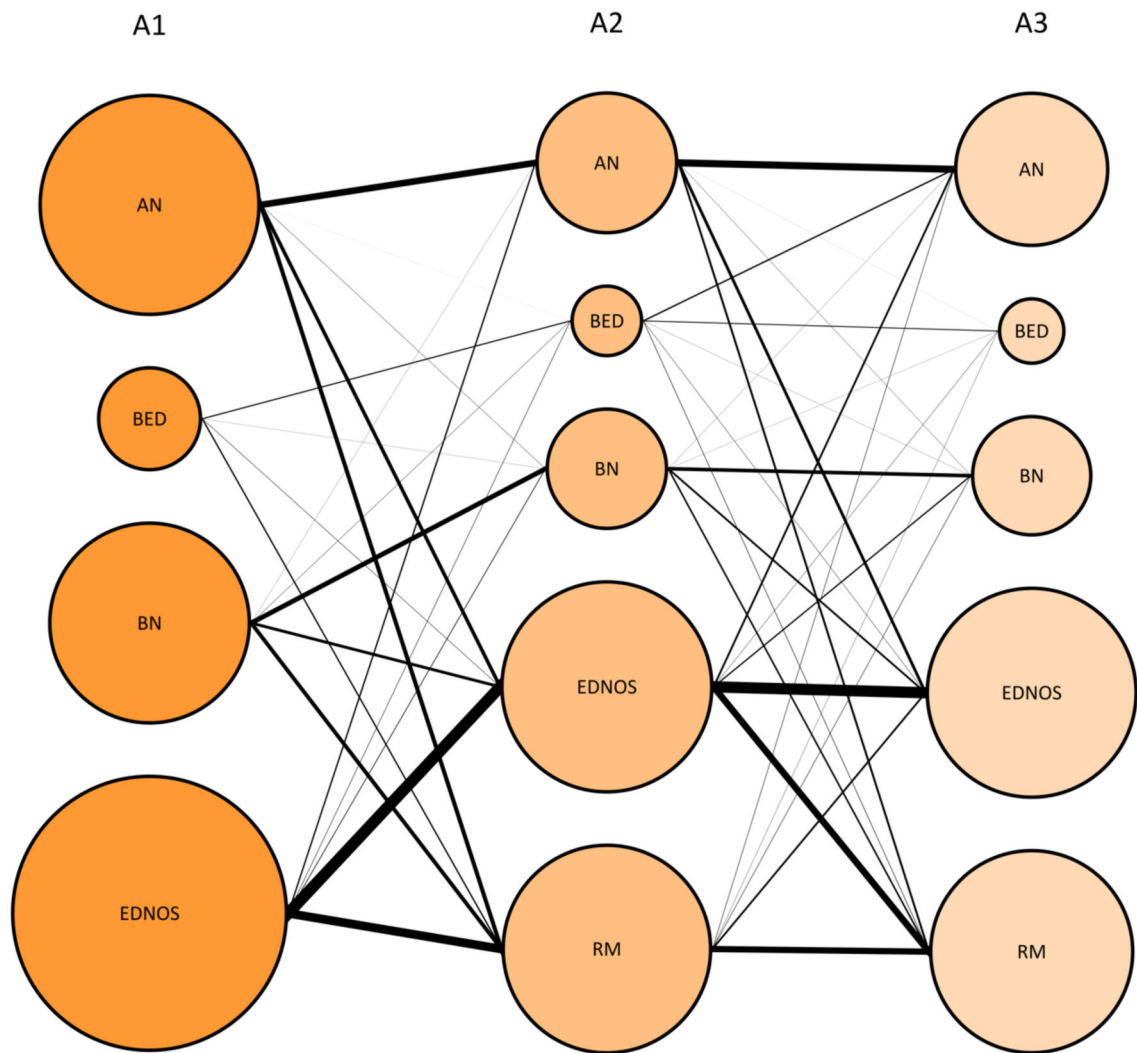 A1 A2 A3
AN AN AN
BED BED BED
BN BN BN
EDNOS EDNOS EDNOS
RM RM